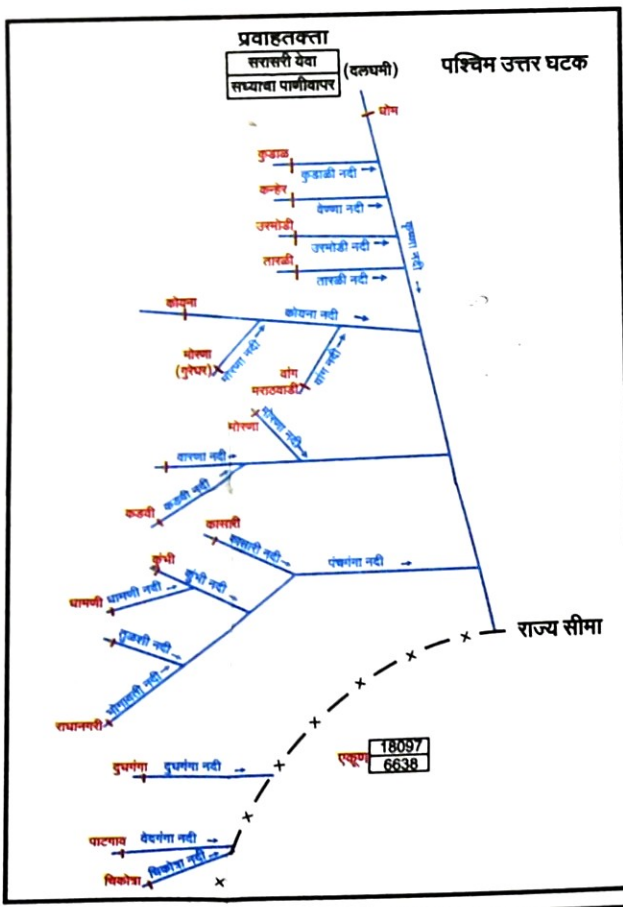 प्रवाहतक्ता
सरासरी येवा
सध्याचा पाणीवापर
(दलघमी)
पश्चिम उत्तर घटक
धोम
कुडाळ
कुडाळी नदी
कन्हेर
वेण्णा नदी
उरमोडी
उरमोडी नदी
कृष्णा नदी
तारळी
तारळी नदी
कोयना
कोयना नदी
मोरणा
(गुरेघर)
मोरणा नदी
वांग
मराठवाडी
वांग नदी
मोरणा
मोरणा नदी
वारणा नदी
कडवी
कडवी नदी
कासारी
कासारी नदी
पंचगंगा नदी
कुंभी
कुंभी नदी
धामणी
धामणी नदी
तुळशी नदी
राधानगरी
भोगावती नदी
राज्य सीमा
एकूण
18097
6638
दुधगंगा
दुधगंगा नदी
पाटगाव
वेदगंगा नदी
चिकोत्रा
चिकोत्रा नदी